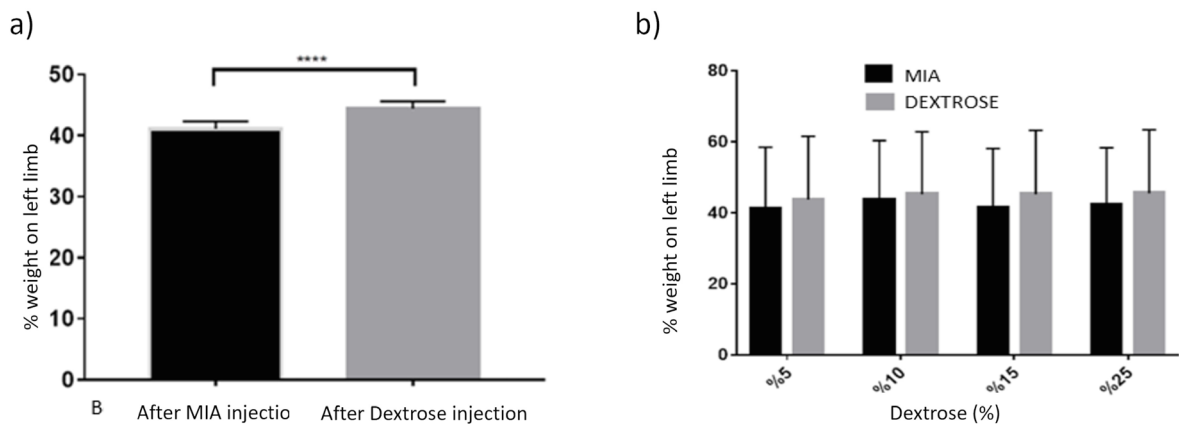 a)
****
50
40
30
20
10
0
% weight on left limb
B
After MIA injectio
After Dextrose injection
b)
80
60
40
20
0
% weight on left limb
MIA
DEXTROSE
%5
%10
%15
%25
Dextrose (%)